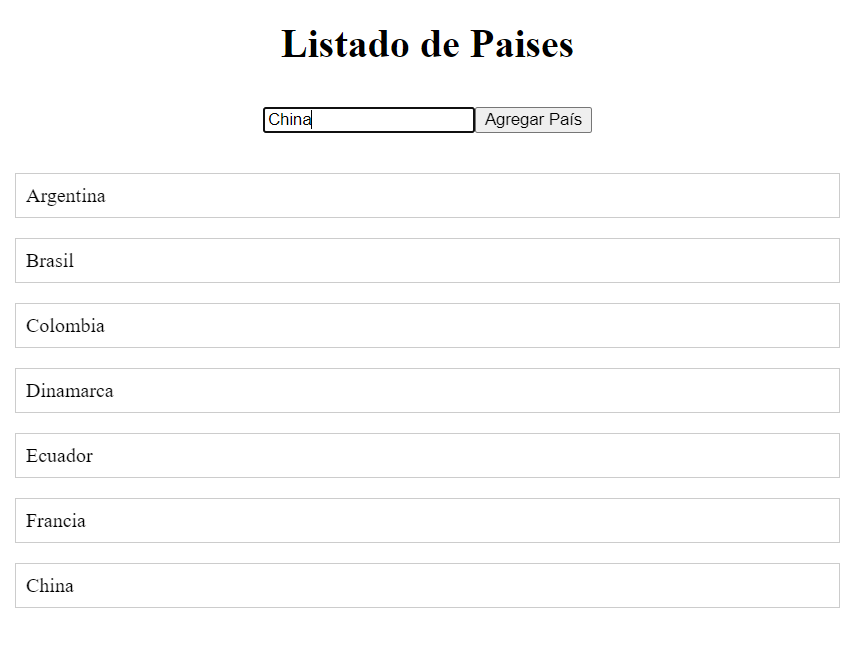 Listado de Paises
China
Agregar País
Argentina
Brasil
Colombia
Dinamarca
Ecuador
Francia
China